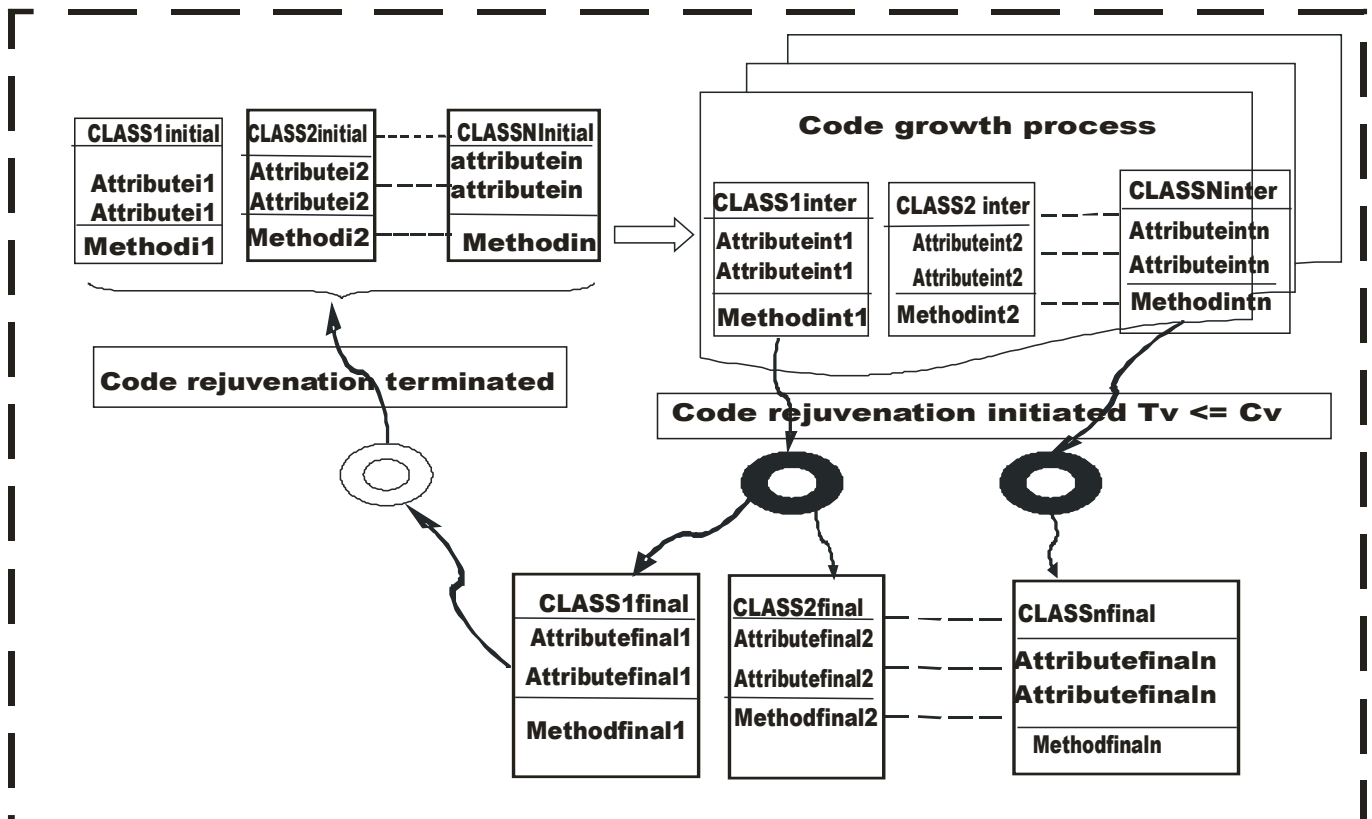 CLASS1initial
Attributei1
Attributei1
Methodi1
CLASS2initial
Attributei2
Attributei2
Methodi2
CLASSNInitial
attributein
attributein
Methodin
Code growth process
CLASS1inter
Attributeint1
Attributeint1
Methodint1
CLASS2 inter
Attributeint2
Attributeint2
Methodint2
CLASSNinter
Attributeintn
Attributeintn
Methodintn
Code rejuvenation terminated
Code rejuvenation initiated Tv <= Cv
CLASS1final
Attributefinal1
Attributefinal1
Methodfinal1
CLASS2final
Attributefinal2
Attributefinal2
Methodfinal2
CLASSnfinal
Attributefinaln
Attributefinaln
Methodfinaln